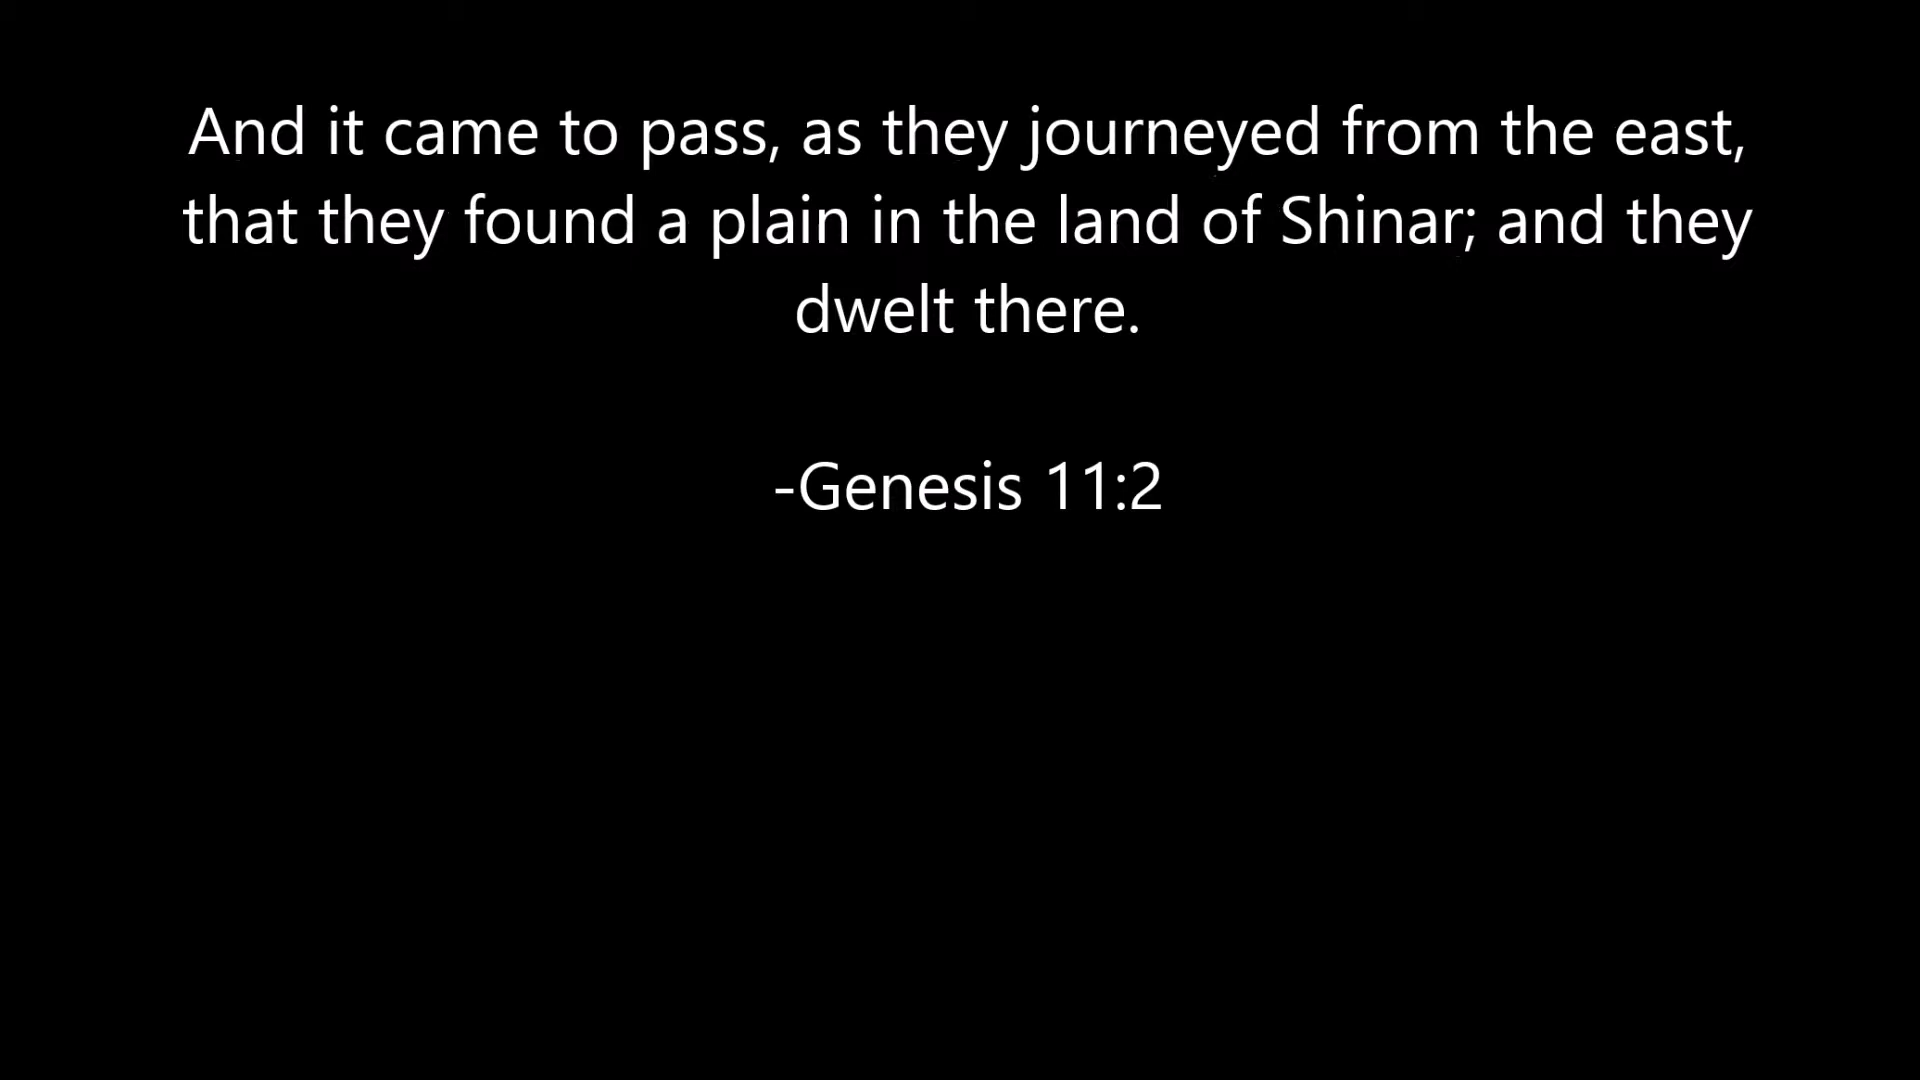 And it came to pass, as they journeyed from the east,
that they found a plain in the land of Shinar; and they
dwelt there.
-Genesis 11:2